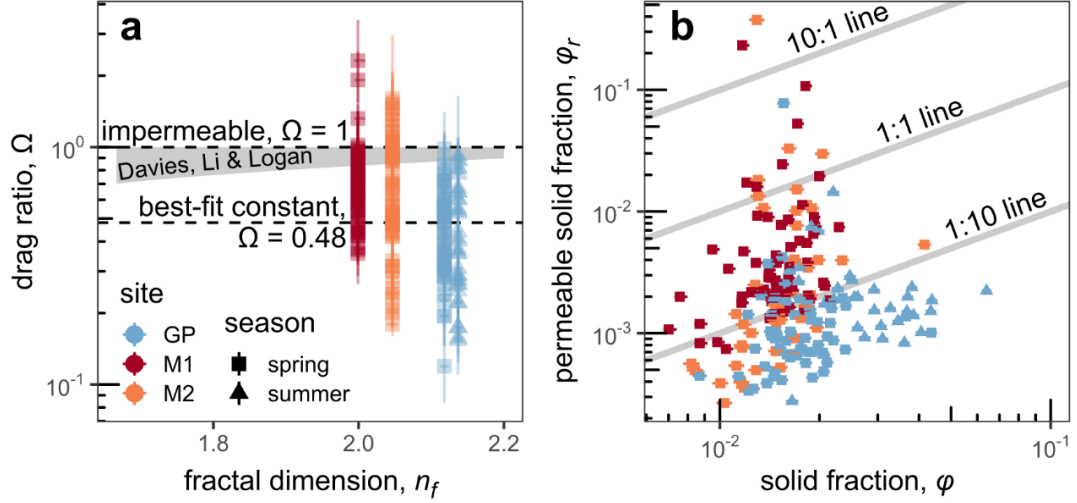 a
drag ratio, Ω
10⁰
10⁻¹
impermeable, Ω = 1
Davies, Li & Logan
best-fit constant,
Ω = 0.48
site
GP
M1
M2
season
spring
summer
1.8
2.0
2.2
fractal dimension, n_f
b
permeable solid fraction, φ_r
10⁻¹
10⁻²
10⁻³
10:1 line
1:1 line
1:10 line
10⁻²
10⁻¹
solid fraction, φ